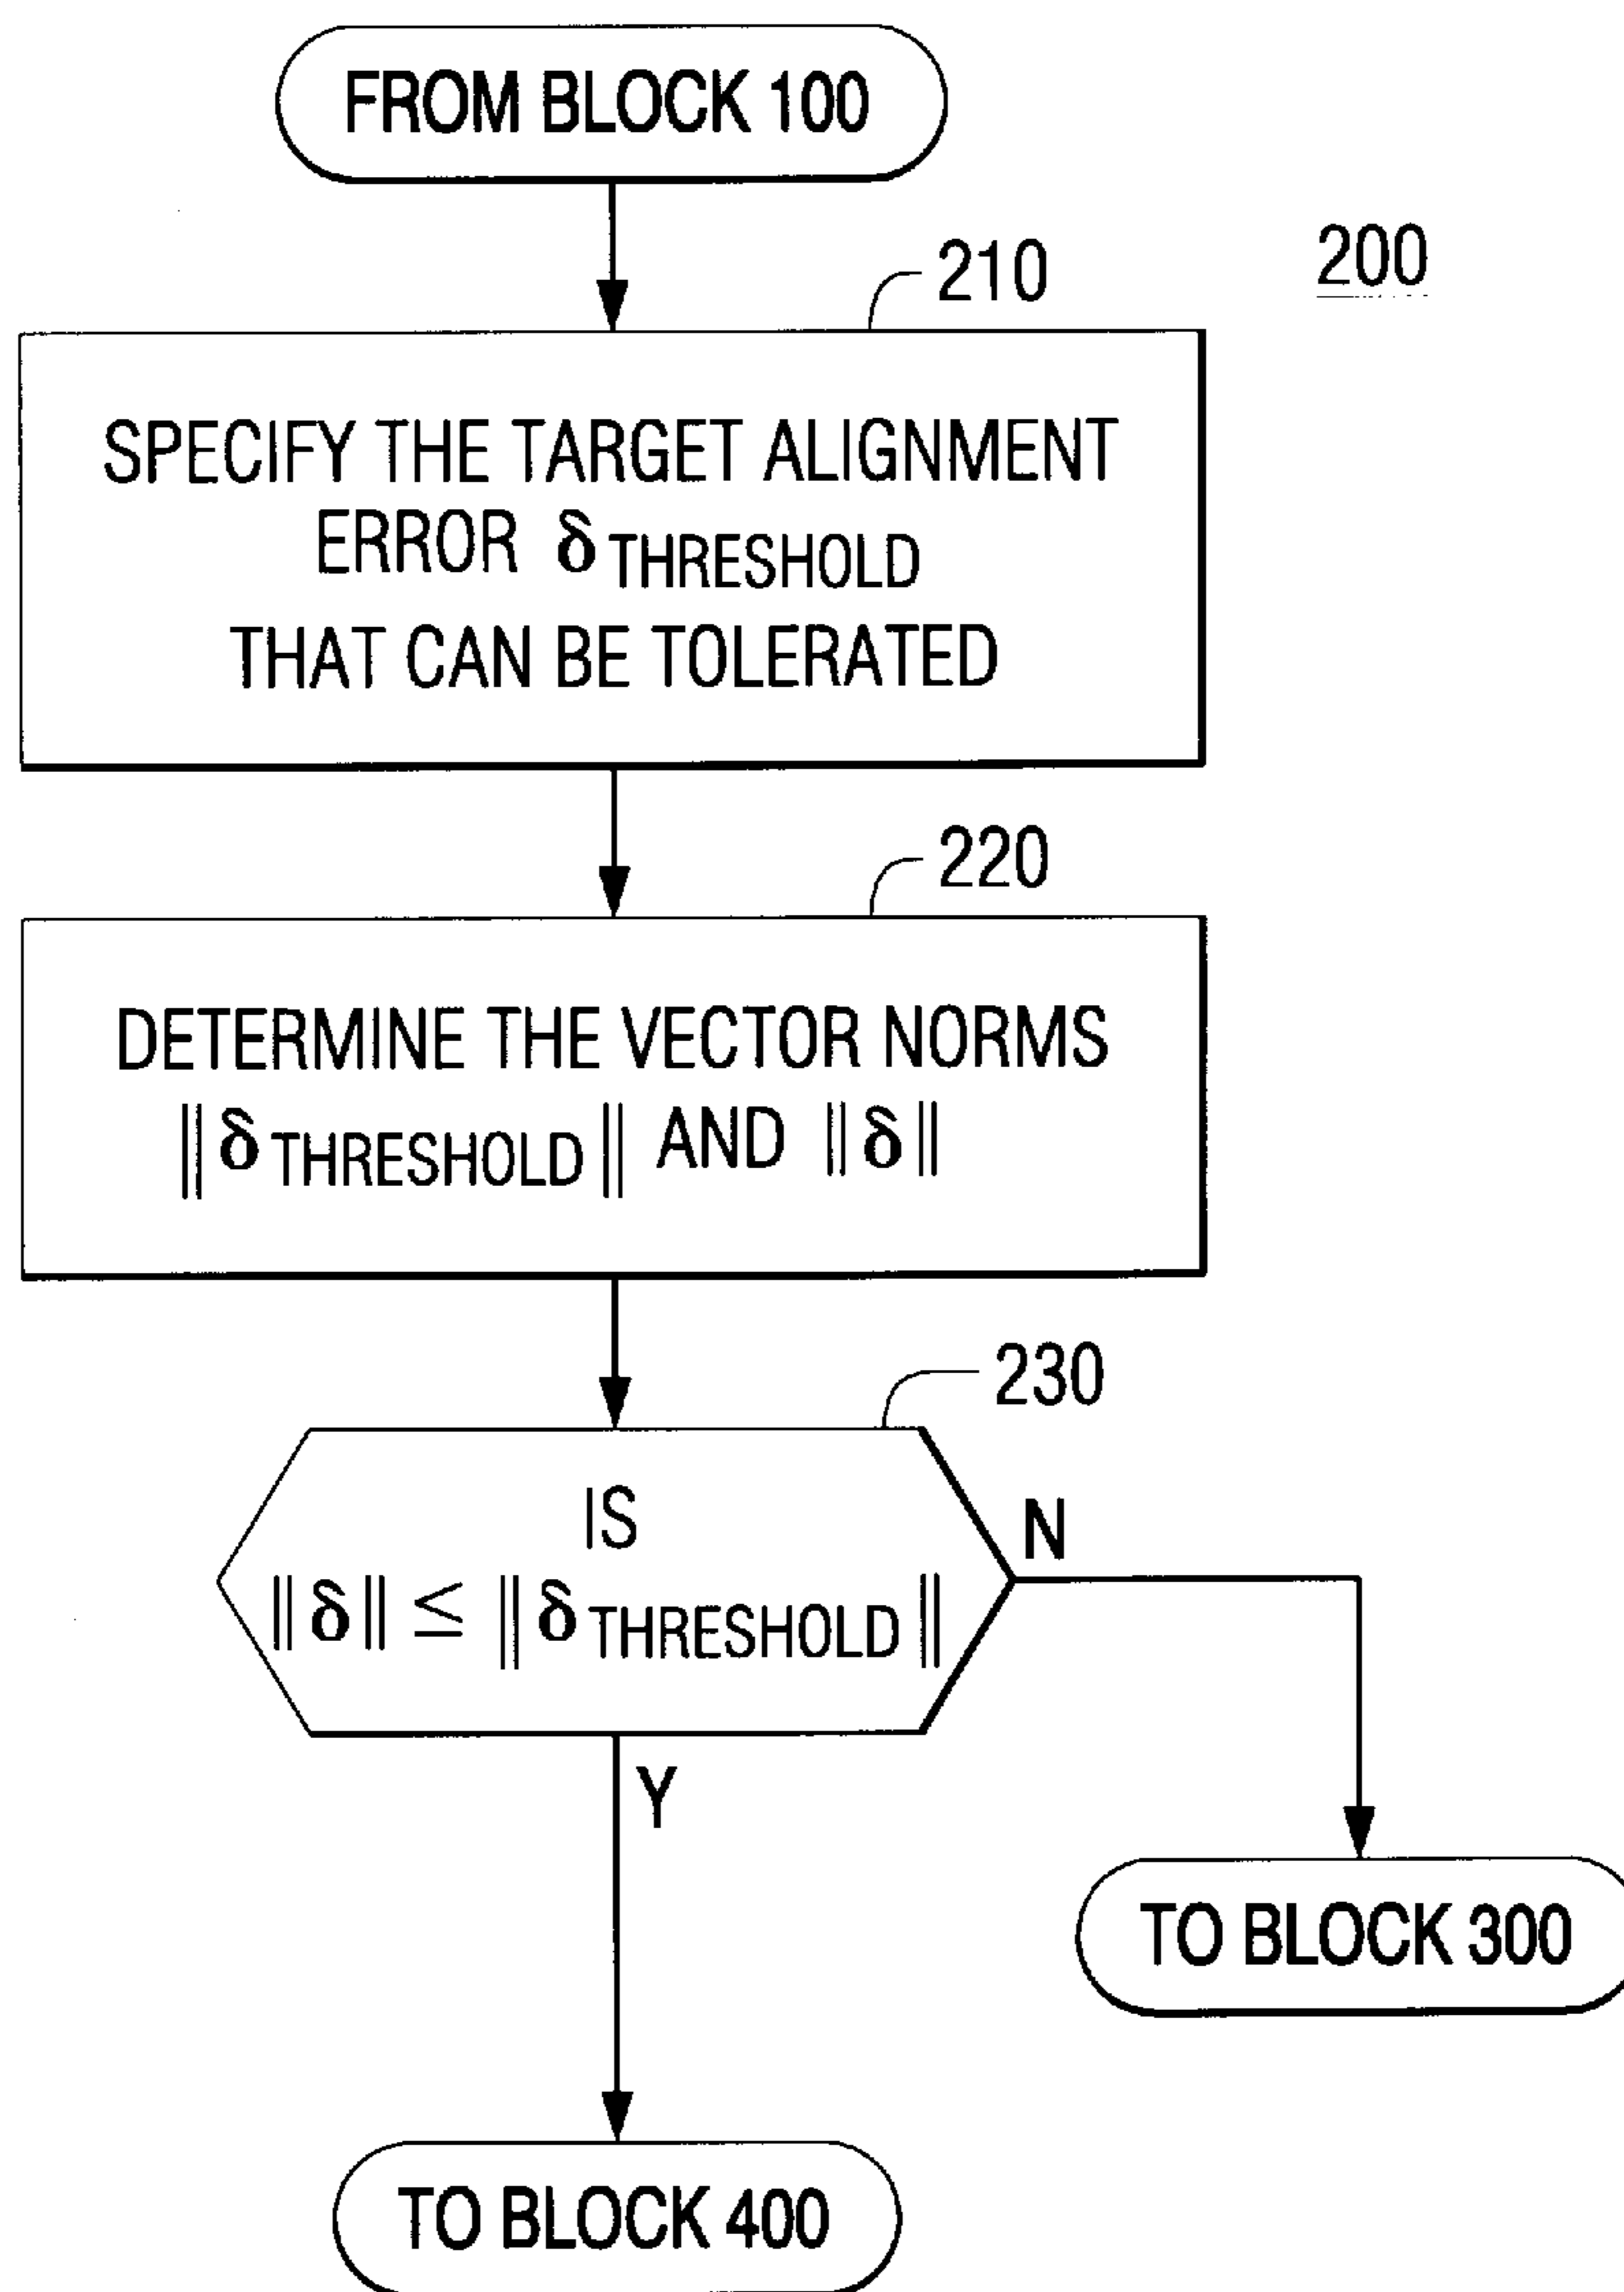 FROM BLOCK 100
210
200
SPECIFY THE TARGET ALIGNMENT
ERROR δ THRESHOLD
THAT CAN BE TOLERATED
220
DETERMINE THE VECTOR NORMS
‖δ THRESHOLD‖ AND ‖δ‖
230
IS
‖δ‖ ≤ ‖δ THRESHOLD‖
N
Y
TO BLOCK 300
TO BLOCK 400